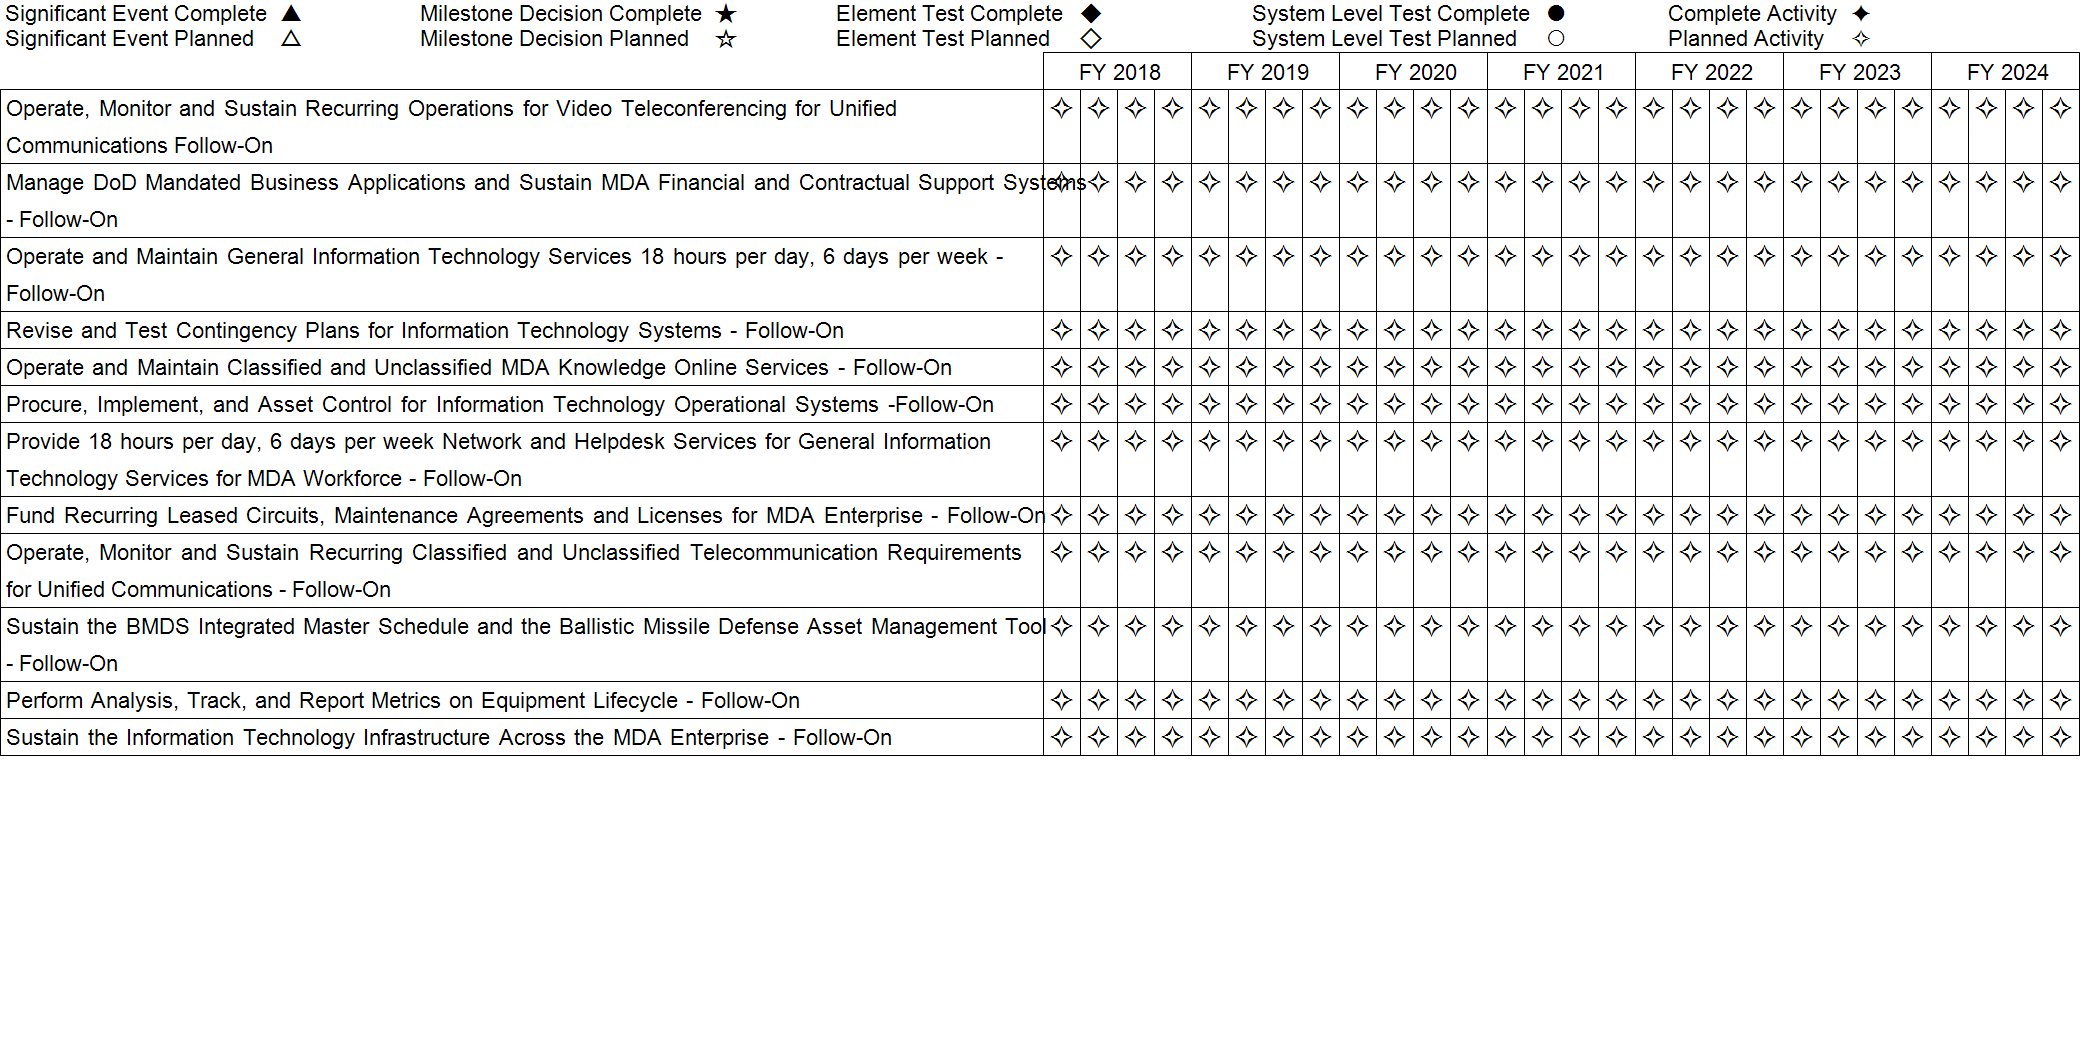 Significant Event Complete ▲ Milestone Decision Complete ★ Element Test Complete ◆ System Level Test Complete ● Complete Activity ✦
Significant Event Planned △ Milestone Decision Planned ☆ Element Test Planned ◇ System Level Test Planned ○ Planned Activity ✧
FY 2018 FY 2019 FY 2020 FY 2021 FY 2022 FY 2023 FY 2024
Operate, Monitor and Sustain Recurring Operations for Video Teleconferencing for Unified
Communications Follow-On
Manage DoD Mandated Business Applications and Sustain MDA Financial and Contractual Support Systems
- Follow-On
Operate and Maintain General Information Technology Services 18 hours per day, 6 days per week -
Follow-On
Revise and Test Contingency Plans for Information Technology Systems - Follow-On
Operate and Maintain Classified and Unclassified MDA Knowledge Online Services - Follow-On
Procure, Implement, and Asset Control for Information Technology Operational Systems -Follow-On
Provide 18 hours per day, 6 days per week Network and Helpdesk Services for General Information
Technology Services for MDA Workforce - Follow-On
Fund Recurring Leased Circuits, Maintenance Agreements and Licenses for MDA Enterprise - Follow-On
Operate, Monitor and Sustain Recurring Classified and Unclassified Telecommunication Requirements
for Unified Communications - Follow-On
Sustain the BMDS Integrated Master Schedule and the Ballistic Missile Defense Asset Management Tool
- Follow-On
Perform Analysis, Track, and Report Metrics on Equipment Lifecycle - Follow-On
Sustain the Information Technology Infrastructure Across the MDA Enterprise - Follow-On